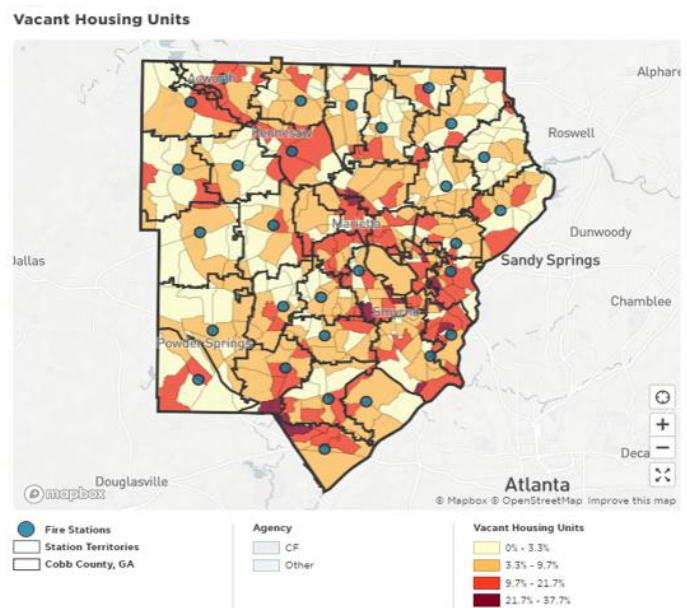 Vacant Housing Units
Alphare
Acworth
Roswell
Kennesaw
Marietta
Dunwoody
Dallas
Sandy Springs
Chamblee
Smyrna
Powder Springs
+
−
Deca
Douglasville
Atlanta
mapbox
© Mapbox © OpenStreetMap Improve this map
Fire Stations
Station Territories
Cobb County, GA
Agency
CF
Other
Vacant Housing Units
0% - 3.3%
3.3% - 9.7%
9.7% - 21.7%
21.7% - 37.7%